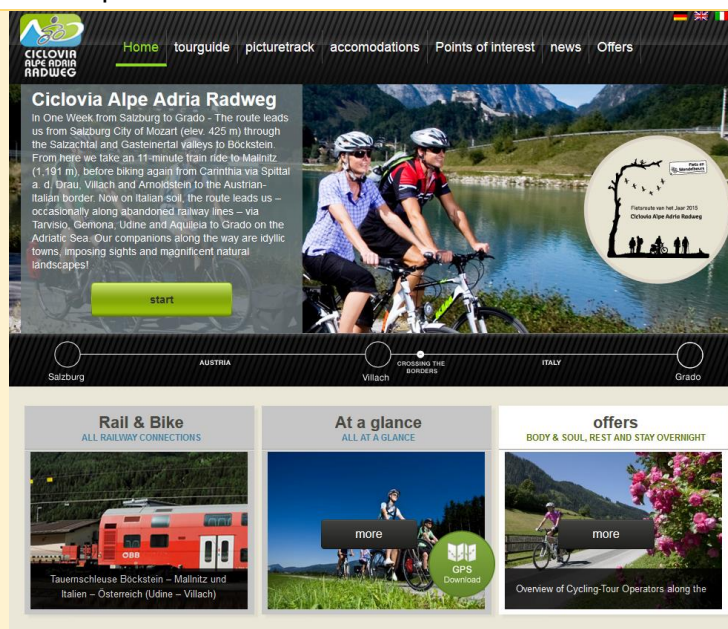 CICLOVIA
ALPE ADRIA
RADWEG
Home tourguide picturetrack accomodations Points of interest news Offers
Ciclovia Alpe Adria Radweg
In One Week from Salzburg to Grado - The route leads
us from Salzburg City of Mozart (elev. 425 m) through
the Salzachtal and Gasteinertal valleys to Böckstein.
From here we take an 11-minute train ride to Mallnitz
(1,191 m), before biking again from Carinthia via Spittal
a. d. Drau, Villach and Arnoldstein to the Austrian-
Italian border. Now on Italian soil, the route leads us –
occasionally along abandoned railway lines – via
Tarvisio, Gemona, Udine and Aquileia to Grado on the
Adriatic Sea. Our companions along the way are idyllic
towns, imposing sights and magnificent natural
landscapes!
start
Fiets en
Wandelbeurs
Fietsroute van het Jaar 2015
Ciclovia Alpe Adria Radweg
AUSTRIA
CROSSING THE
BORDERS
ITALY
Salzburg
Villach
Grado
Rail & Bike
ALL RAILWAY CONNECTIONS
ÖBB
Tauernschleuse Böckstein – Mallnitz und
Italien – Österreich (Udine – Villach)
At a glance
ALL AT A GLANCE
more
GPS
Download
offers
BODY & SOUL, REST AND STAY OVERNIGHT
more
Overview of Cycling-Tour Operators along the